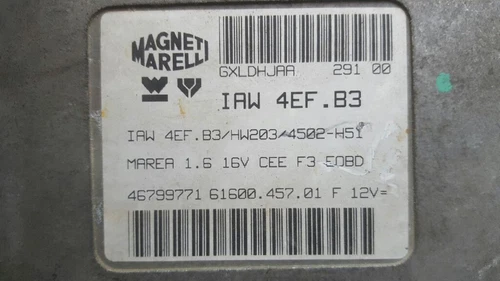 MAGNETI
MARELLI
GXLDHJAA 291 00
IAW 4EF.B3
IAW 4EF.B3/HW203/4502-H51
MAREA 1.6 16V CEE F3 EOBD
46799771 61600.457.01 F 12V=